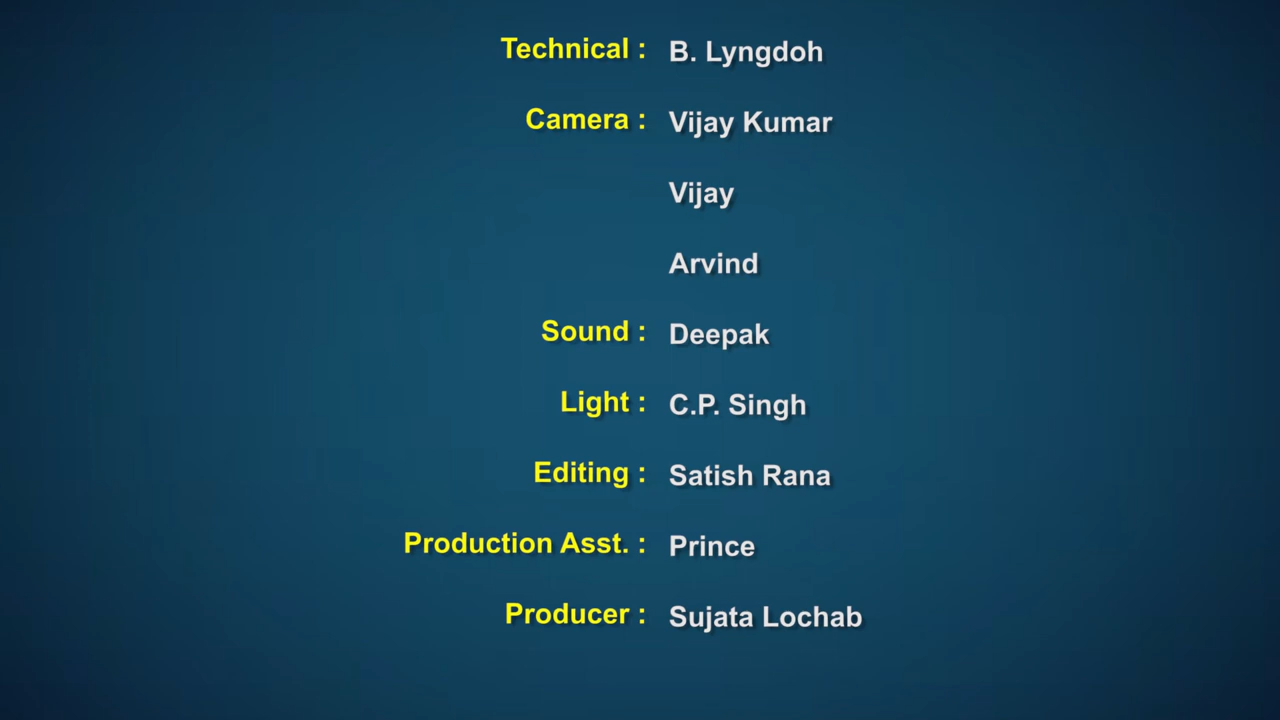 Technical : B. Lyngdoh
Camera : Vijay Kumar
Vijay
Arvind
Sound : Deepak
Light : C.P. Singh
Editing : Satish Rana
Production Asst. : Prince
Producer : Sujata Lochab